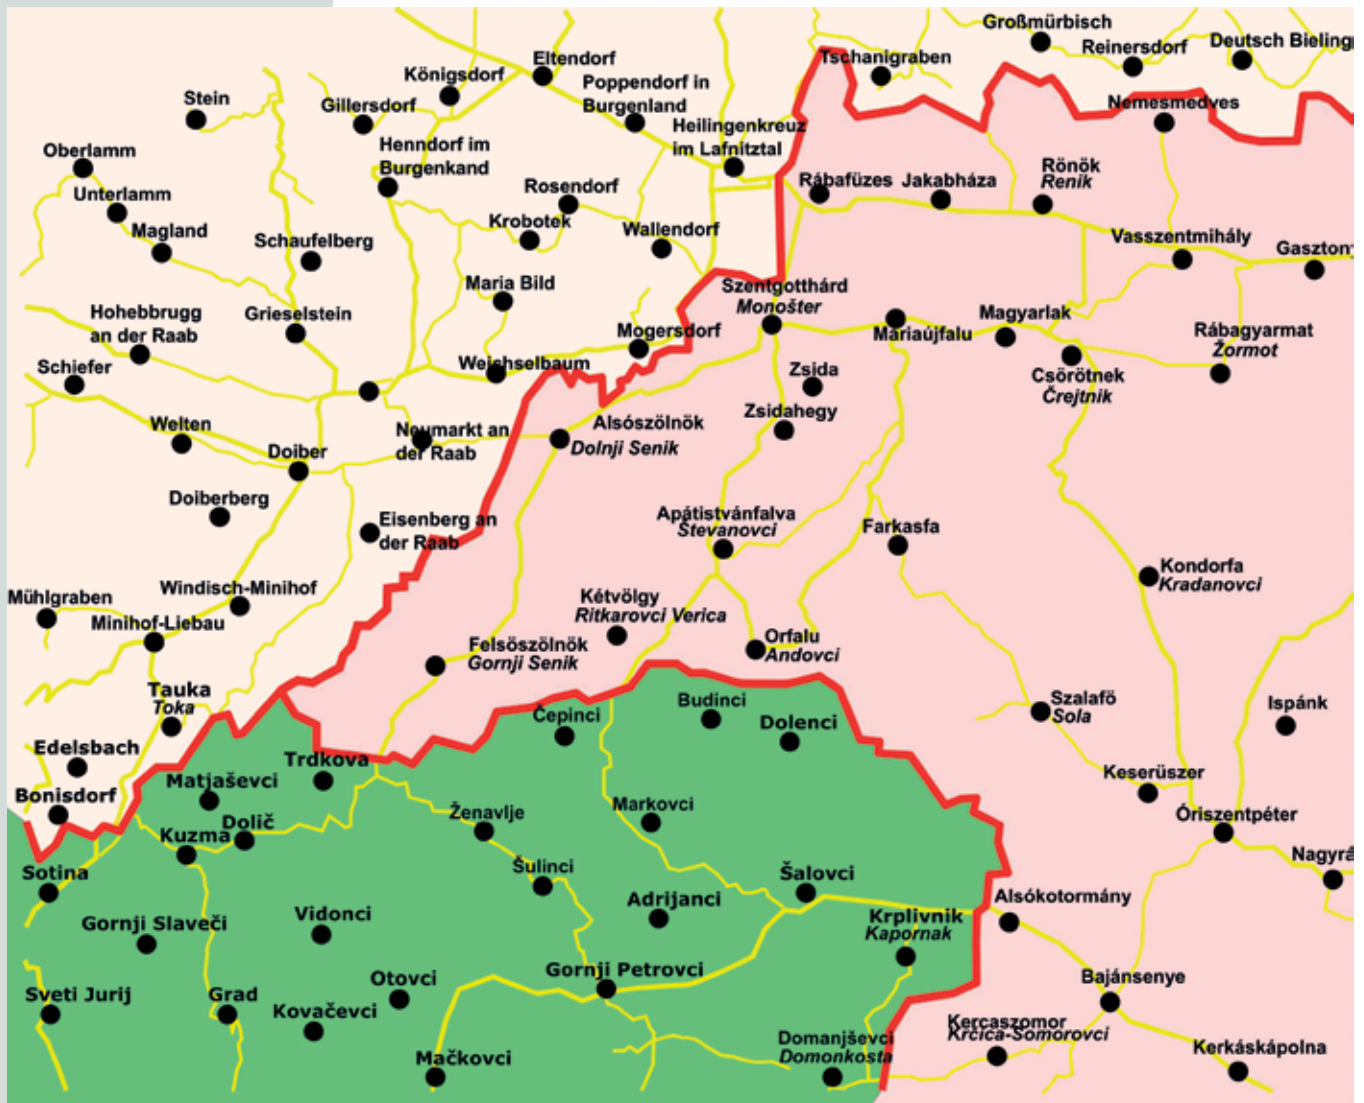 Großmürbisch
Reinersdorf
Deutsch Bieling
Tschanigraben
Eltendorf
Königsdorf
Poppendorf in
Burgenland
Stein
Gillersdorf
Nemesmedves
Heilingenkreuz
im Lafnitztal
Henndorf im
Burgenkand
Oberlamm
Unterlamm
Magland
Rosendorf
Krobotek
Wallendorf
Rábafüzes
Jakabháza
Rönök
Renik
Schaufelberg
Vasszentmihály
Gasztony
Maria Bild
Szentgotthárd
Monošter
Hohebbrugg
an der Raab
Grieselstein
Mogersdorf
Máriaújfalu
Magyarlak
Rábagyarmat
Žormot
Schiefer
Weichselbaum
Zsida
Csörötnek
Črejtnik
Zsidahegy
Welten
Neumarkt an
der Raab
Alsószölnök
Dolnji Senik
Doiber
Doiberberg
Eisenberg an
der Raab
Apátistvánfalva
Števanovci
Farkasfa
Kondorfa
Kradanovci
Windisch-Minihof
Mühlgraben
Minihof-Liebau
Kétvölgy
Ritkarovci Verica
Orfalu
Andovci
Felsöszölnök
Gornji Senik
Tauka
Toka
Szalafö
Sola
Ispánk
Čepinci
Budinci
Dolenci
Edelsbach
Trdkova
Matjaševci
Keserüszer
Bonisdorf
Markovci
Ženavlje
Óriszentpéter
Kuzma
Dolič
Nagyrá
Sotina
Šulinci
Šalovci
Adrijanci
Alsókotormány
Krplivnik
Kapornak
Gornji Slaveči
Vidonci
Bajánsenye
Gornji Petrovci
Otovci
Sveti Jurij
Grad
Kovačevci
Kercaszomor
Krčica-Somorovci
Domanjševci
Domonkosta
Mačkovci
Kerkáskápolna